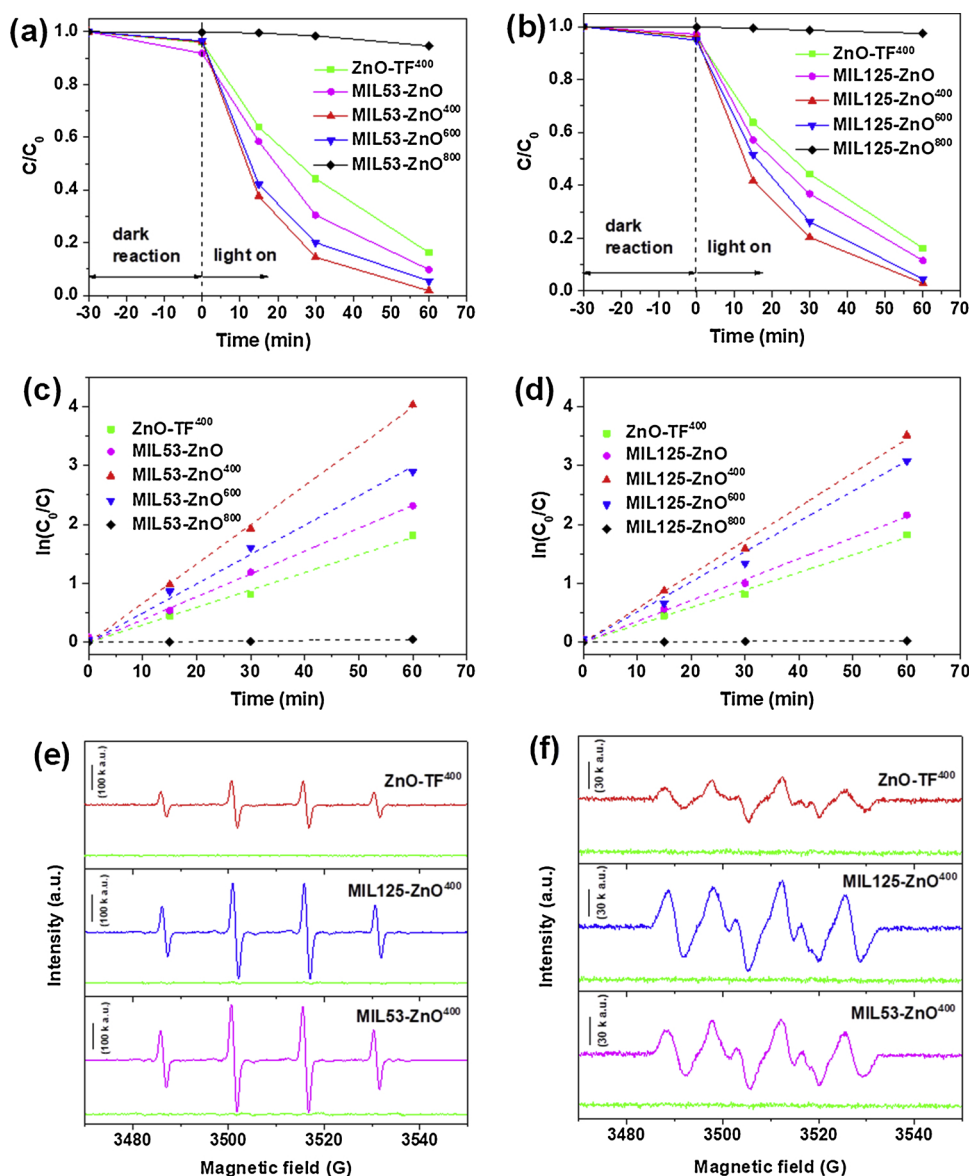 (a)
1.0
0.8
0.6
0.4
0.2
0.0
C/C0
ZnO-TF400
MIL53-ZnO
MIL53-ZnO400
MIL53-ZnO600
MIL53-ZnO800
dark
reaction
light on
-30 -20 -10 0 10 20 30 40 50 60 70
Time (min)
(b)
1.0
0.8
0.6
0.4
0.2
0.0
C/C0
ZnO-TF400
MIL125-ZnO
MIL125-ZnO400
MIL125-ZnO600
MIL125-ZnO800
dark
reaction
light on
-30 -20 -10 0 10 20 30 40 50 60 70
Time (min)
(c)
4
3
2
1
0
ln(C0/C)
ZnO-TF400
MIL53-ZnO
MIL53-ZnO400
MIL53-ZnO600
MIL53-ZnO800
0 10 20 30 40 50 60 70
Time (min)
(d)
4
3
2
1
0
ln(C0/C)
ZnO-TF400
MIL125-ZnO
MIL125-ZnO400
MIL125-ZnO600
MIL125-ZnO800
0 10 20 30 40 50 60 70
Time (min)
(e)
(100 k a.u.)
ZnO-TF400
(100 k a.u.)
MIL125-ZnO400
(100 k a.u.)
MIL53-ZnO400
Intensity (a.u.)
3480 3500 3520 3540
Magnetic field (G)
(f)
(30 k a.u.)
ZnO-TF400
(30 k a.u.)
MIL125-ZnO400
(30 k a.u.)
MIL53-ZnO400
Intensity (a.u.)
3480 3500 3520 3540
Magnetic field (G)